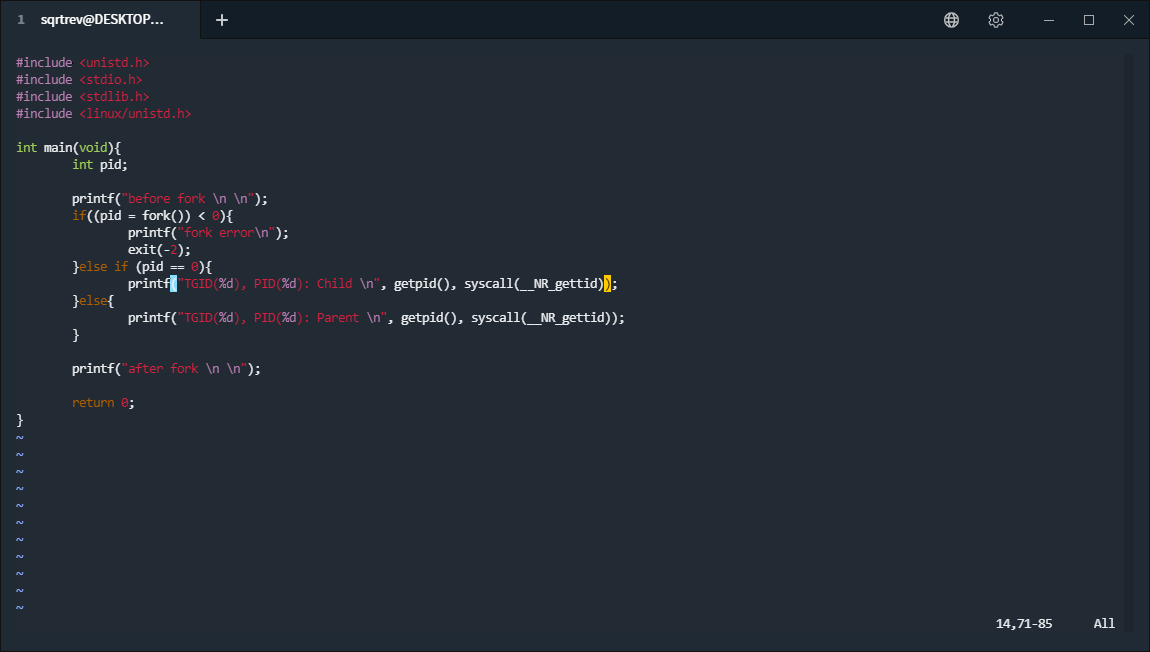 1 sqrtrev@DESKTOP... +
#include <unistd.h>
#include <stdio.h>
#include <stdlib.h>
#include <linux/unistd.h>

int main(void){
        int pid;

        printf("before fork \n \n");
        if((pid = fork()) < 0){
                printf("fork error\n");
                exit(-2);
        }else if (pid == 0){
                printf("TGID(%d), PID(%d): Child \n", getpid(), syscall(__NR_gettid));
        }else{
                printf("TGID(%d), PID(%d): Parent \n", getpid(), syscall(__NR_gettid));
        }

        printf("after fork \n \n");

        return 0;
}
~
~
~
~
~
~
~
~
~
~
~
14,71-85 All